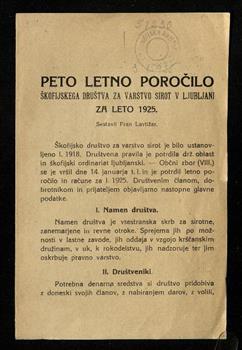 PETO LETNO POROČILO
ŠKOFIJSKEGA DRUŠTVA ZA VARSTVO SIROT V LJUBLJANI
ZA LETO 1925.
Sestavil Fran Lavtižar.
Škofijsko društvo za varstvo sirot je bilo ustanov-
ljeno l. 1918. Društvena pravila je potrdila drž. oblast
in škofijski ordinariat ljubljanski. — Občni zbor (VIII.)
se je vršil dne 14. januarja t. l. in je potrdil letno poro-
čilo in račune za l. 1925. Društvenim članom, do-
brotnikom in prijateljem objavljamo nastopne glavne
podatke.
I. Namen društva.
Namen društva je vsestranska skrb za sirotne,
zanemarjene in revne otroke. Sprejema jih po mož-
nosti v lastne zavode, jih oddaja v vzgojo krščanskim
družinam, v uk, k rokodelstvu, jih nadzoruje ter jim
oskrbuje pravno varstvo.
II. Društveniki.
Potrebna denarna sredstva si društvo pridobiva
z doneski svojih članov, z nabiranjem darov, z volili,